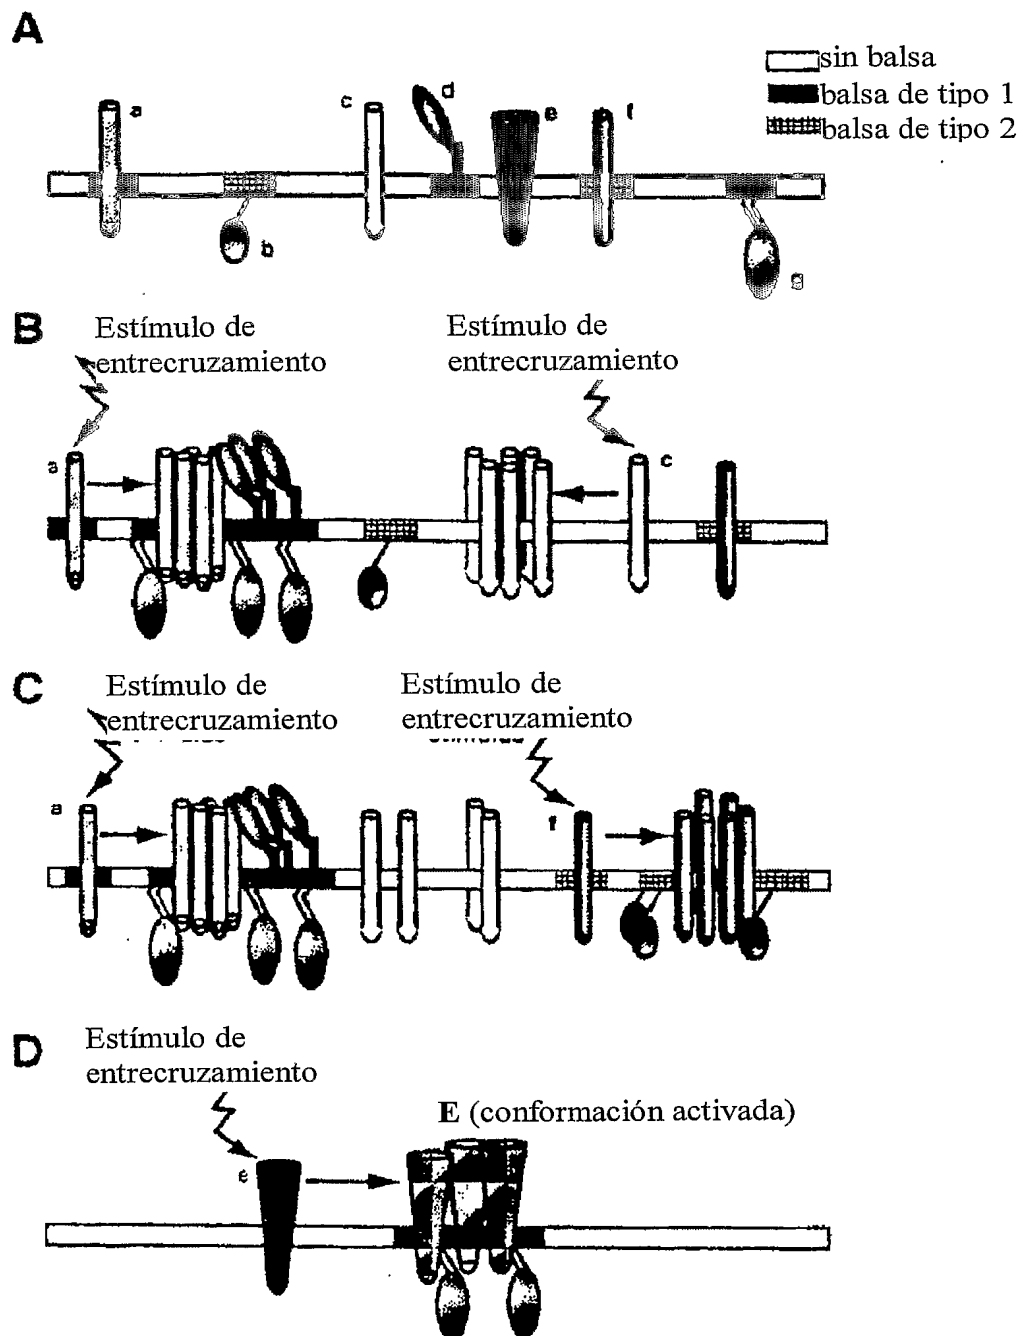 A
sin balsa
balsa de tipo 1
balsa de tipo 2
a
c
d
e
f
b
g
B
Estímulo de
entrecruzamiento
Estímulo de
entrecruzamiento
a
c
C
Estímulo de
entrecruzamiento
Estímulo de
entrecruzamiento
a
f
D
Estímulo de
entrecruzamiento
E (conformación activada)
e